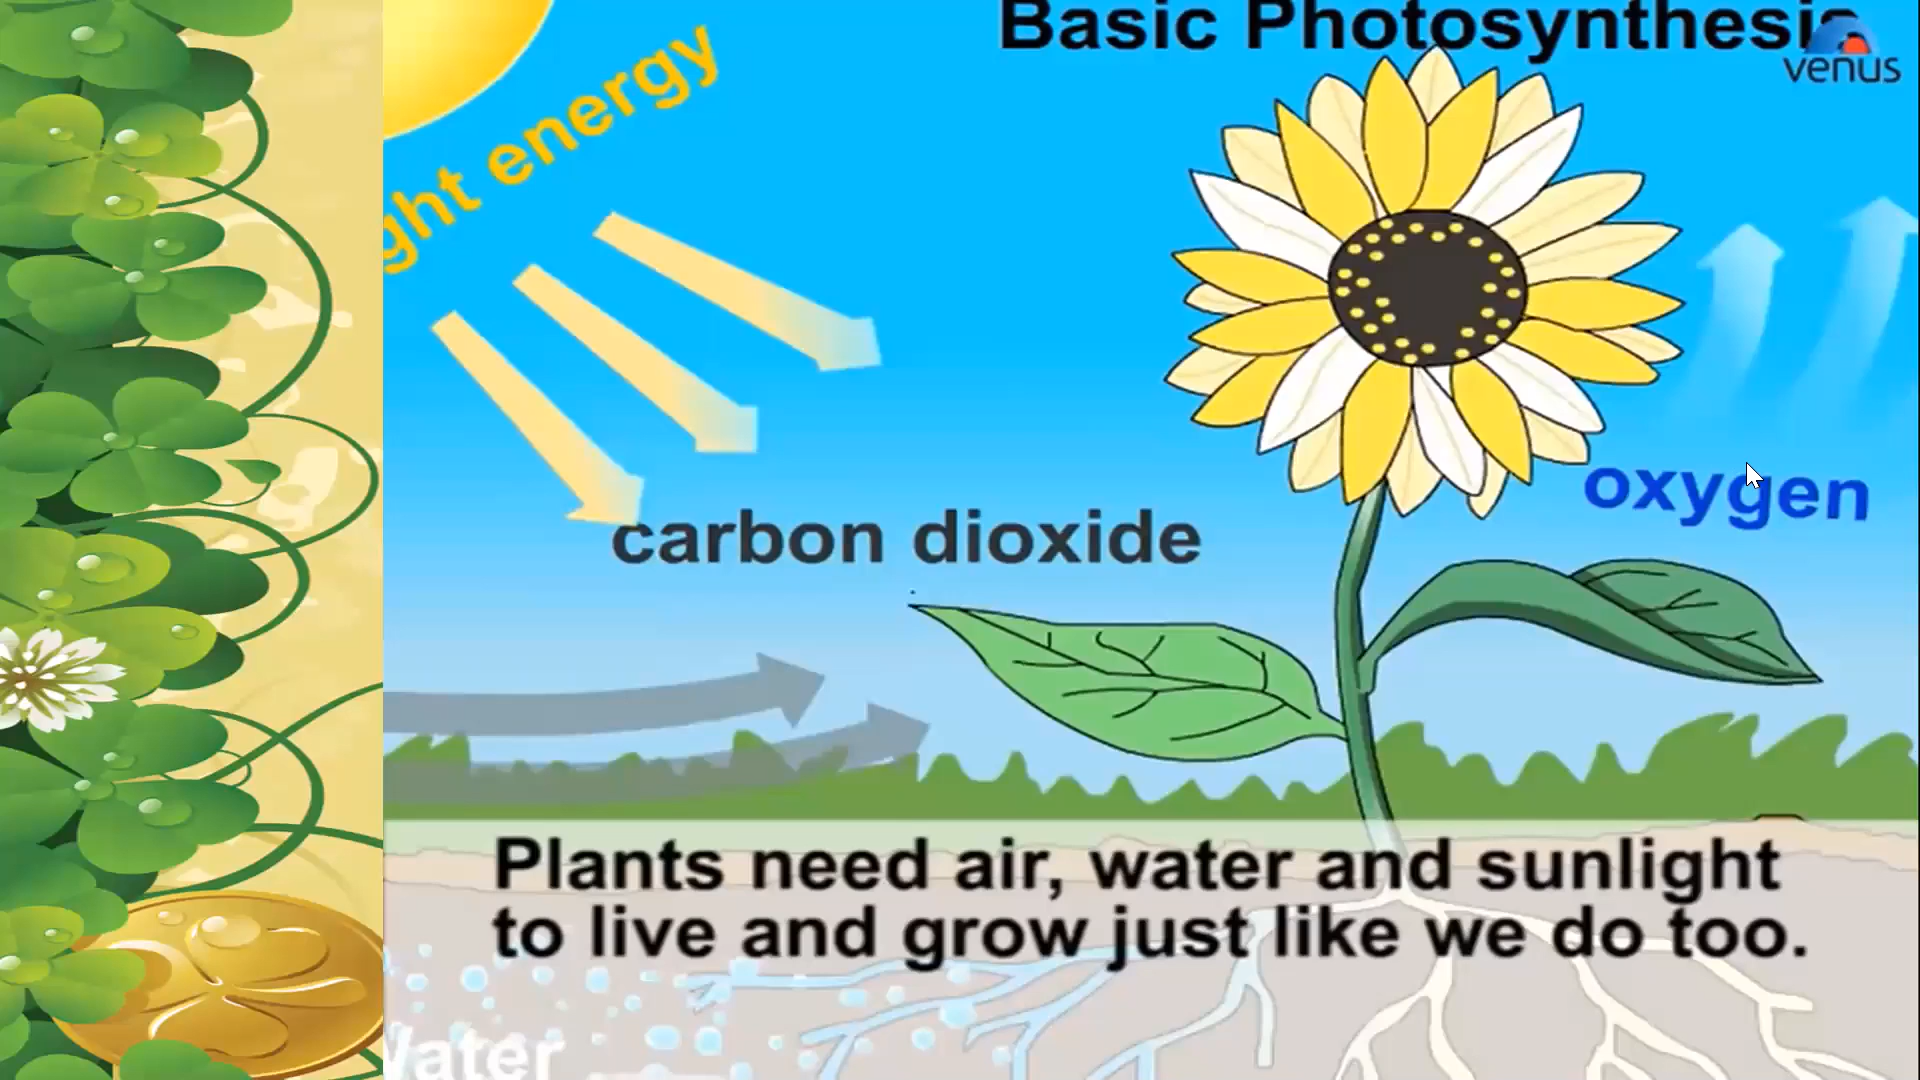 Basic Photosynthesis
venus
ght energy
oxygen
carbon dioxide
Plants need air, water and sunlight
to live and grow just like we do too.
Water